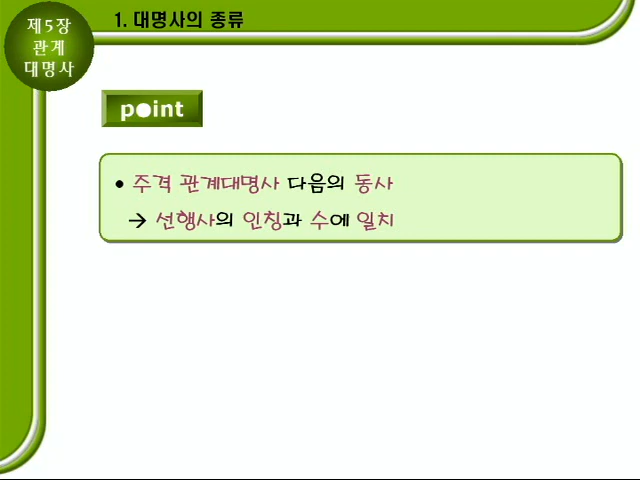 제5장
관계
대명사
1. 대명사의 종류
point
• 주격 관계대명사 다음의 동사
→ 선행사의 인칭과 수에 일치